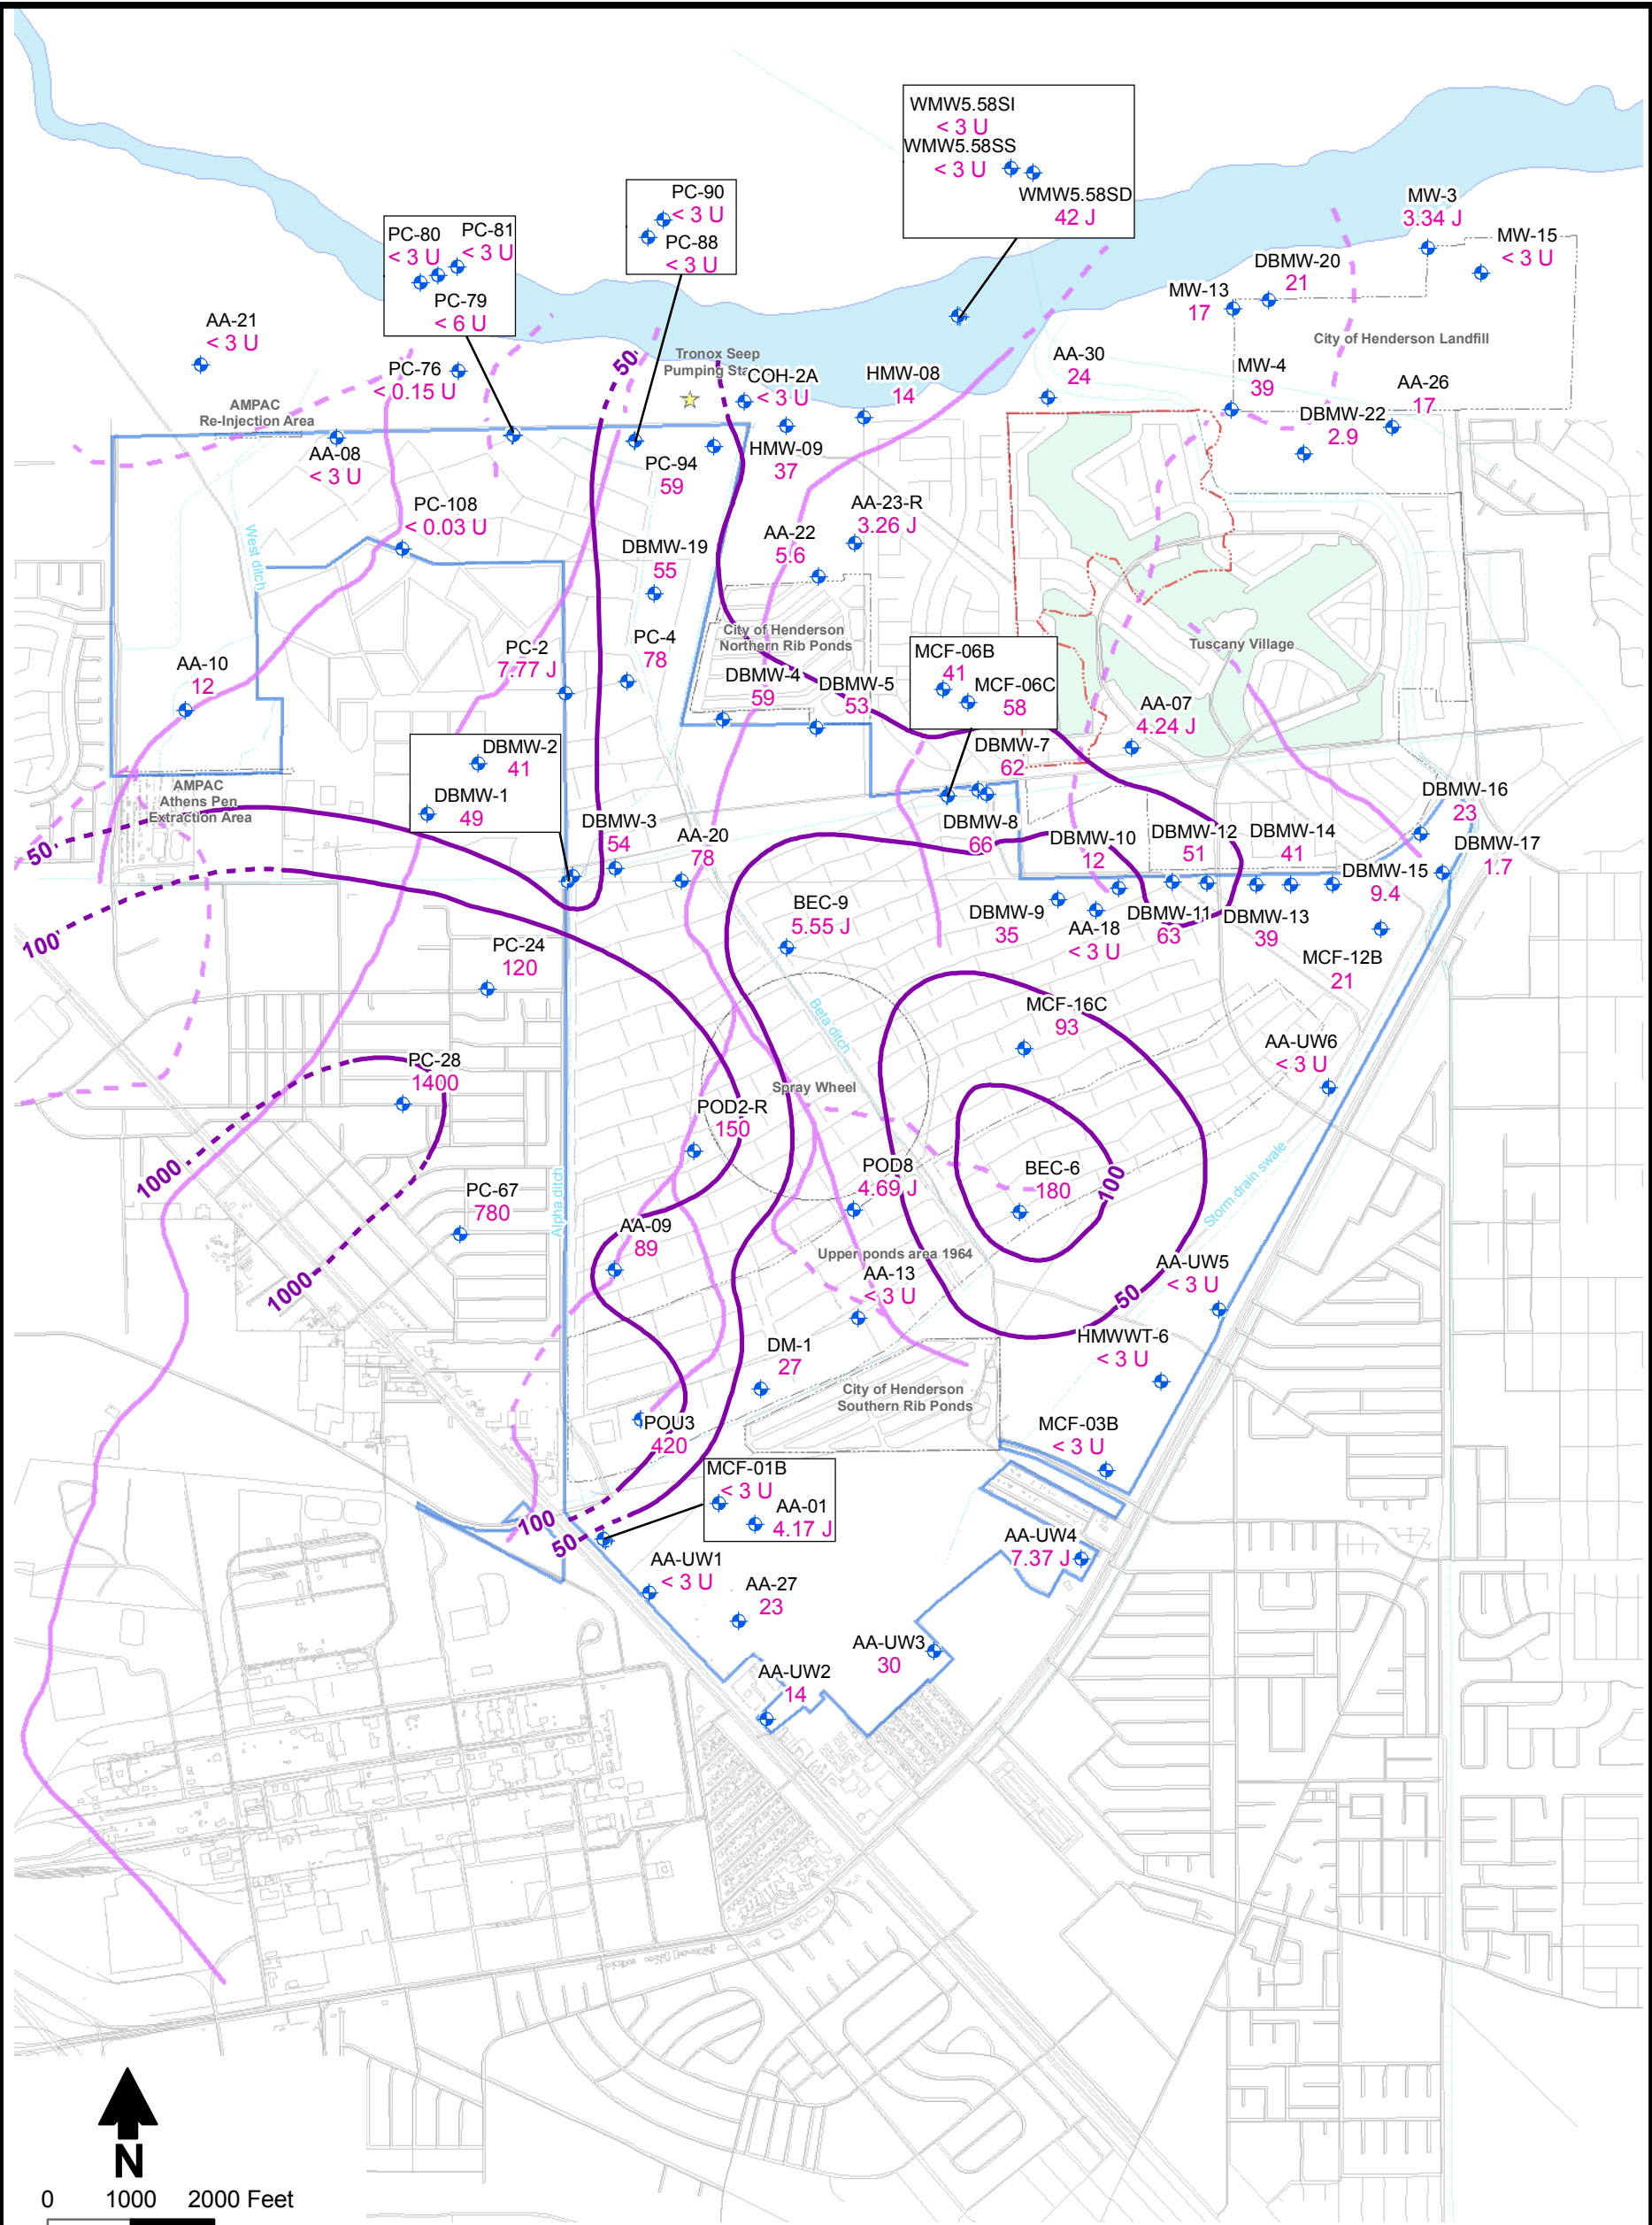 WMW5.58SI
< 3 U
WMW5.58SS
< 3 U
WMW5.58SD
42 J
PC-90
< 3 U
PC-88
< 3 U
PC-80
< 3 U
PC-81
< 3 U
PC-79
< 6 U
MW-3
3.34 J
MW-15
< 3 U
DBMW-20
21
MW-13
17
City of Henderson Landfill
AA-21
< 3 U
PC-76
< 0.15 U
50
Tronox Seep
Pumping Sta
COH-2A
< 3 U
HMW-08
14
AA-30
24
MW-4
39
AA-26
17
DBMW-22
2.9
AMPAC
Re-Injection Area
AA-08
< 3 U
PC-94
59
HMW-09
37
PC-108
< 0.03 U
West ditch
AA-23-R
3.26 J
AA-22
5.6
DBMW-19
55
City of Henderson
Northern Rib Ponds
PC-2
7.77 J
PC-4
78
AA-10
12
DBMW-4
59
DBMW-5
53
MCF-06B
41
MCF-06C
58
Tuscany Village
AA-07
4.24 J
DBMW-7
62
DBMW-2
41
DBMW-1
49
AMPAC
Athens Pen
Extraction Area
50
100
DBMW-3
54
AA-20
78
DBMW-8
66
DBMW-10
12
DBMW-12
51
DBMW-14
41
DBMW-16
23
DBMW-17
1.7
DBMW-15
9.4
BEC-9
5.55 J
DBMW-9
35
AA-18
< 3 U
DBMW-11
63
DBMW-13
39
MCF-12B
21
PC-24
120
Beta ditch
MCF-16C
93
AA-UW6
< 3 U
PC-28
1400
Spray Wheel
POD2-R
150
1000
POD8
4.69 J
BEC-6
180
100
Storm drain swale
PC-67
780
Alpha ditch
AA-09
89
Upper ponds area 1964
AA-13
< 3 U
AA-UW5
< 3 U
1000
50
HMWWT-6
< 3 U
DM-1
27
City of Henderson
Southern Rib Ponds
POU3
420
MCF-03B
< 3 U
MCF-01B
< 3 U
AA-01
4.17 J
100
50
AA-UW4
7.37 J
AA-UW1
< 3 U
AA-27
23
AA-UW3
30
AA-UW2
14
N
0 1000 2000 Feet